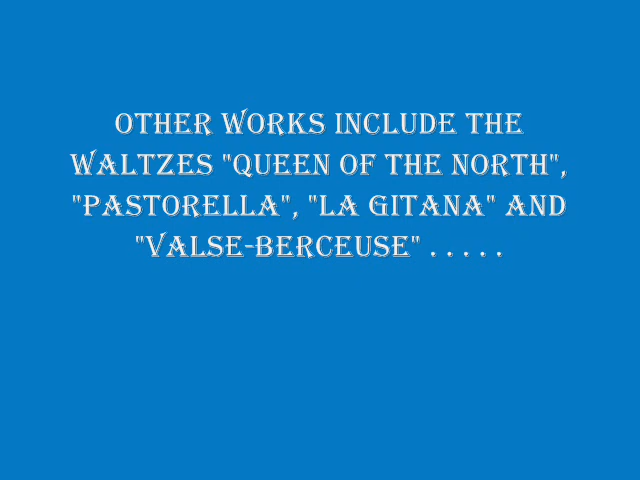 OTHER WORKS INCLUDE THE
WALTZES "QUEEN OF THE NORTH",
"PASTORELLA", "LA GITANA" AND
"VALSE-BERCEUSE" . . . . .